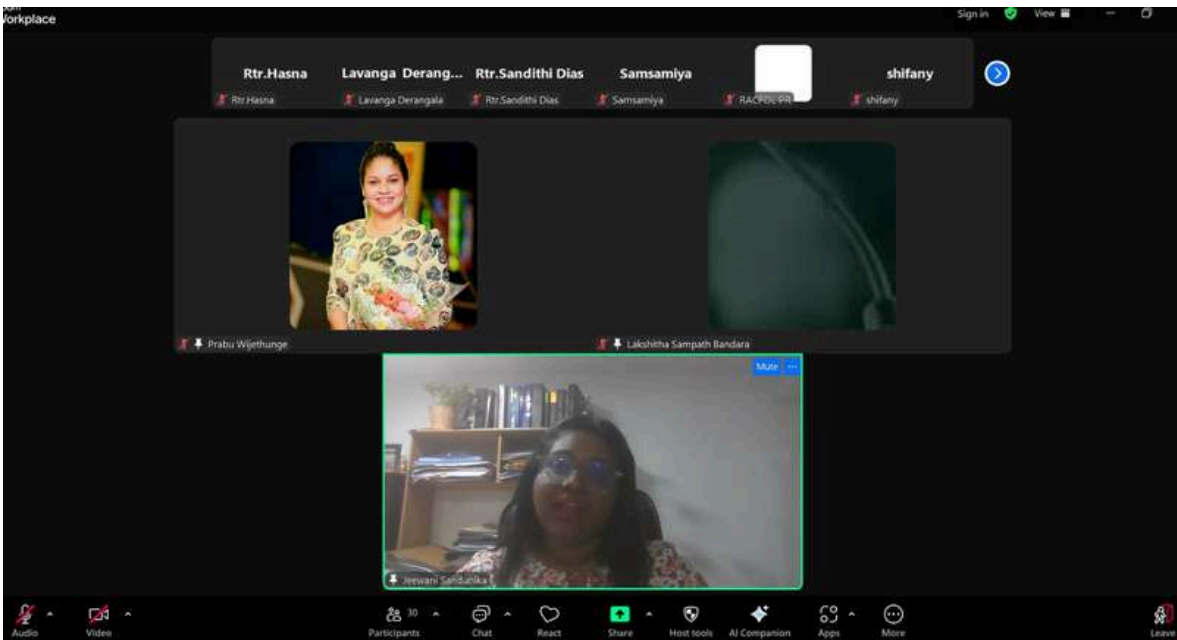 Workplace
Sign in View
Rtr.Hasna Lavanga Derang... Rtr.Sandithi Dias Samsamiya shifany
Rtr.Hasna Lavanga Derangala Rtr.Sandithi Dias Samsamiya RACPDL PR shifany
Prabu Wijethunge Lakshitha Sampath Bandara
Mute
Jeewani Sandunika
30
Audio Video Participants Chat React Share Host tools AI Companion Apps More Leave